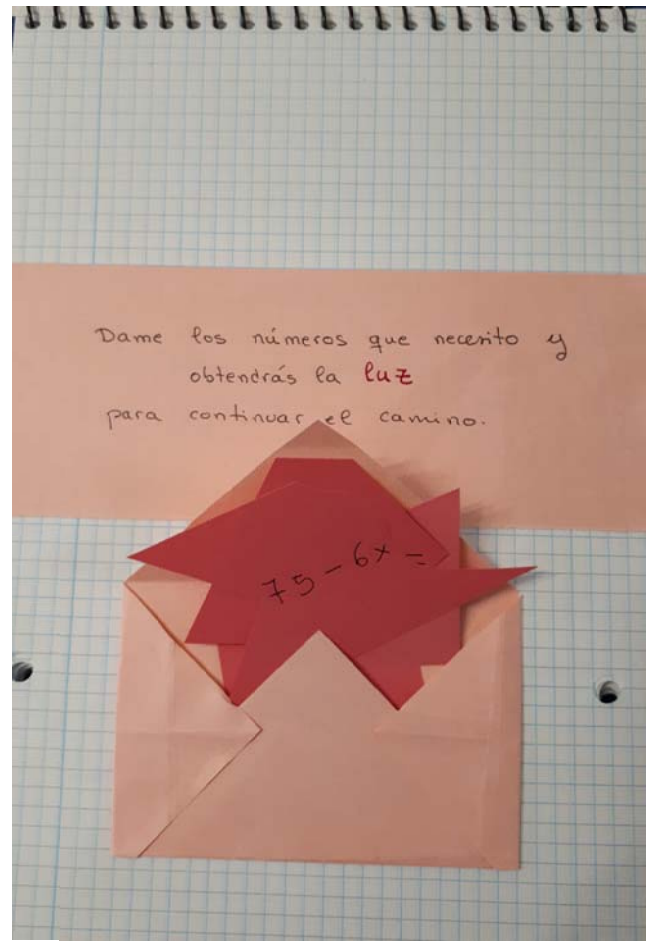 Dame los números que necesito y
obtendrás la luz
para continuar el camino.
75 - 6x =